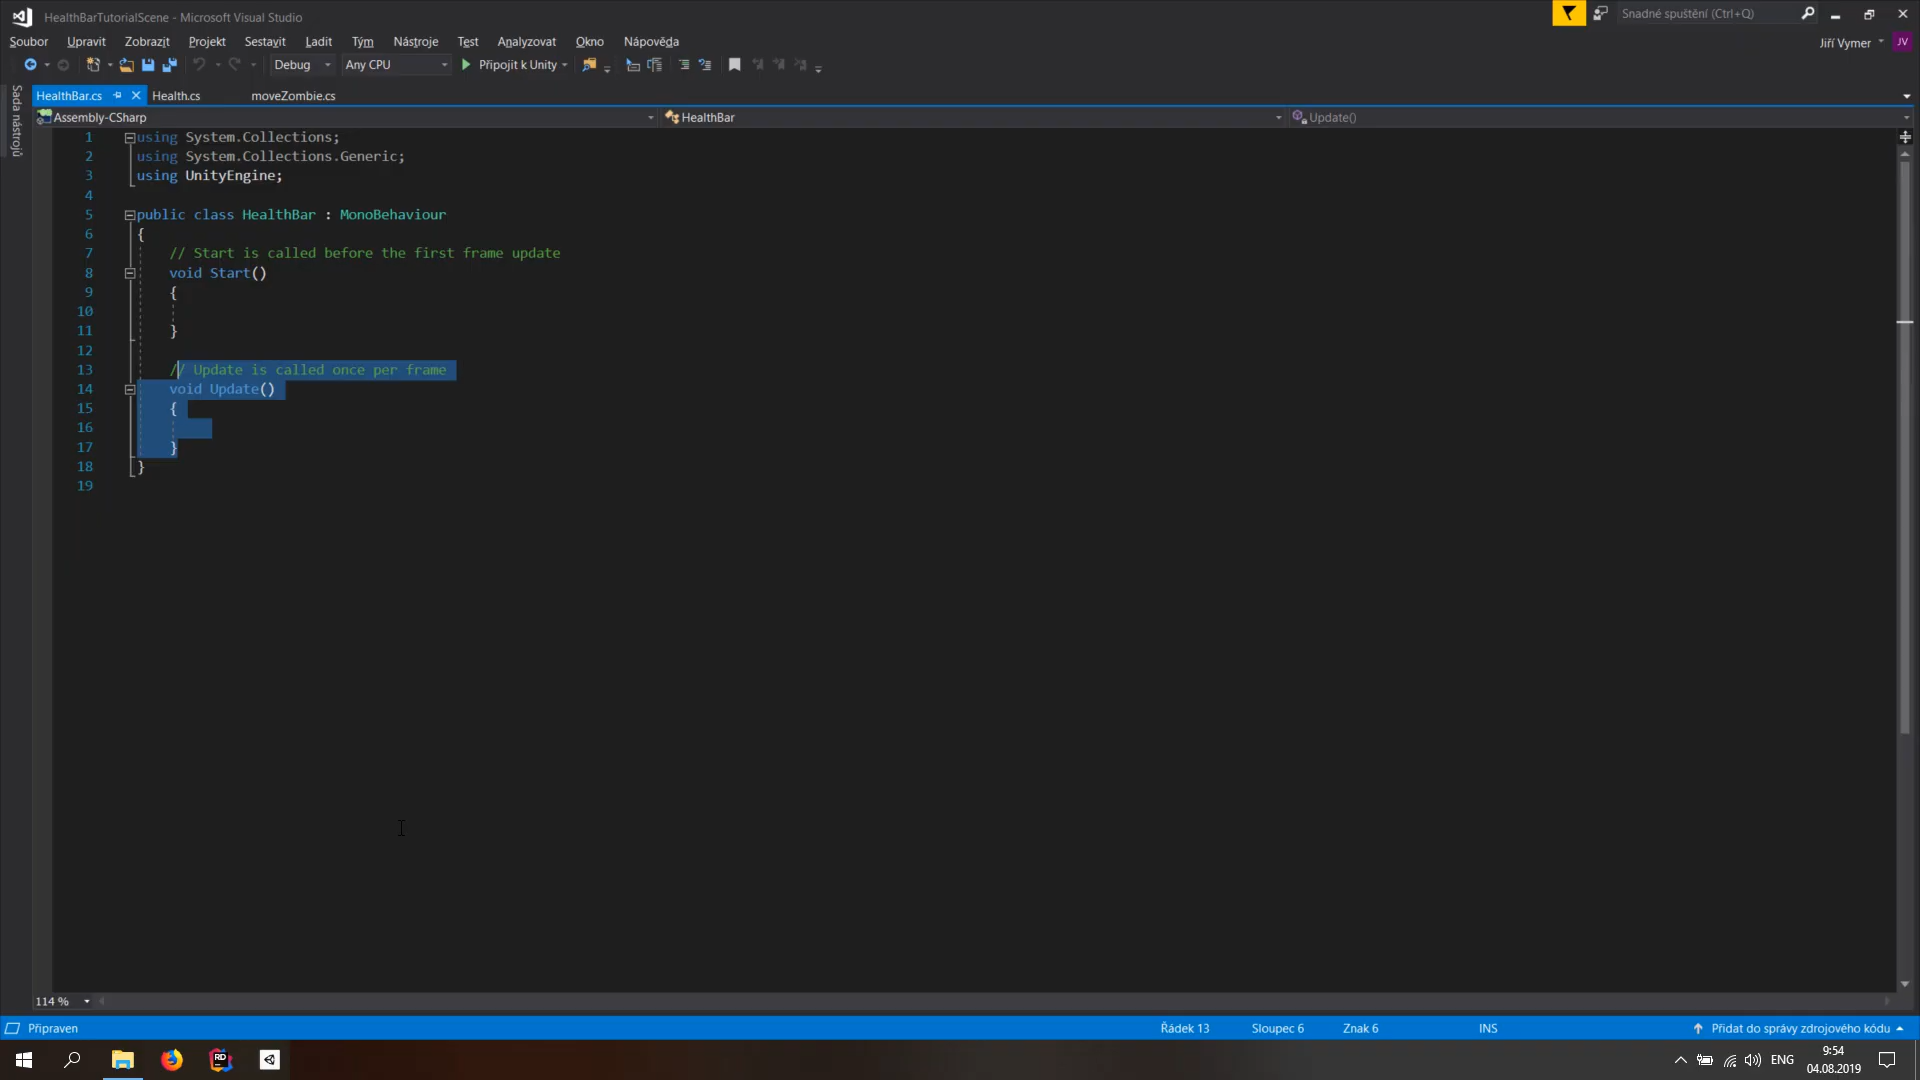 HealthBarTutorialScene - Microsoft Visual Studio
Snadné spuštění (Ctrl+Q)
Soubor Upravit Zobrazit Projekt Sestavit Ladit Tým Nástroje Test Analyzovat Okno Nápověda
Jiří Vymer JV
Debug Any CPU Připojit k Unity
Sada nástrojů
HealthBar.cs Health.cs moveZombie.cs
Assembly-CSharp HealthBar Update()
1 using System.Collections;
2 using System.Collections.Generic;
3 using UnityEngine;
4
5 public class HealthBar : MonoBehaviour
6 {
7 // Start is called before the first frame update
8 void Start()
9 {
10
11 }
12
13 // Update is called once per frame
14 void Update()
15 {
16
17 }
18 }
19
114 %
Připraven Řádek 13 Sloupec 6 Znak 6 INS Přidat do správy zdrojového kódu
RD
ENG 9:54
04.08.2019